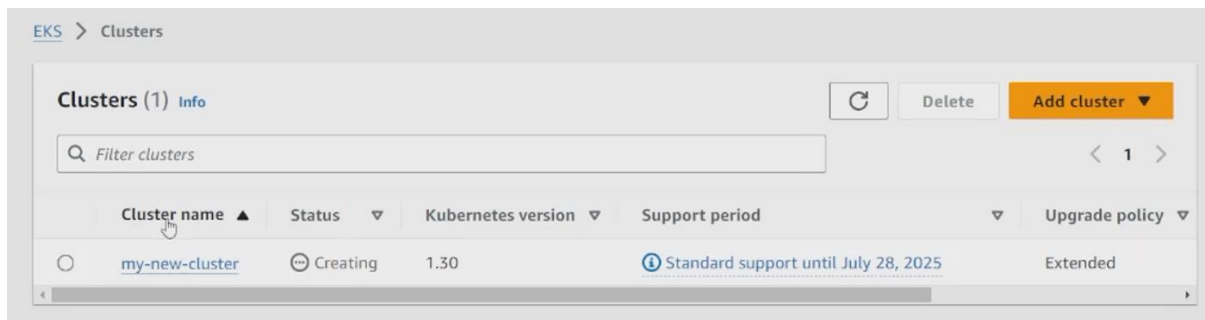 EKS > Clusters
Clusters (1) Info
Delete
Add cluster
Filter clusters
1
Cluster name Status Kubernetes version Support period Upgrade policy
my-new-cluster Creating 1.30 Standard support until July 28, 2025 Extended